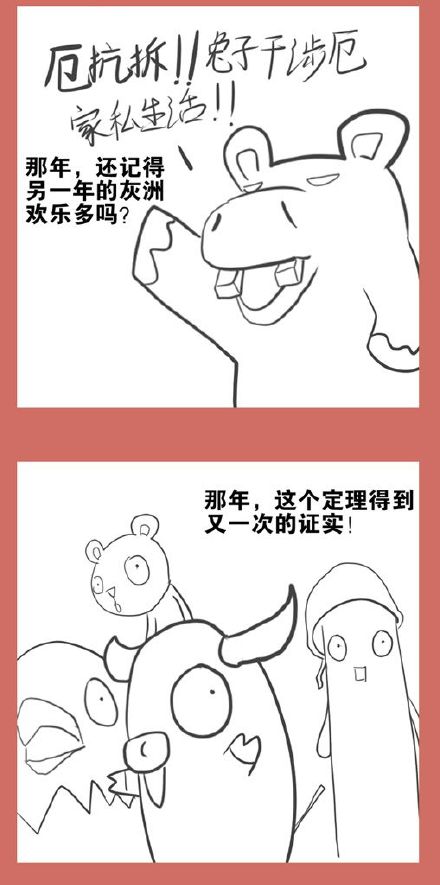 厄抗拆!!兔子干涉厄
家私生活!!
那年，还记得
另一年的灰洲
欢乐多吗?
那年，这个定理得到
又一次的证实!